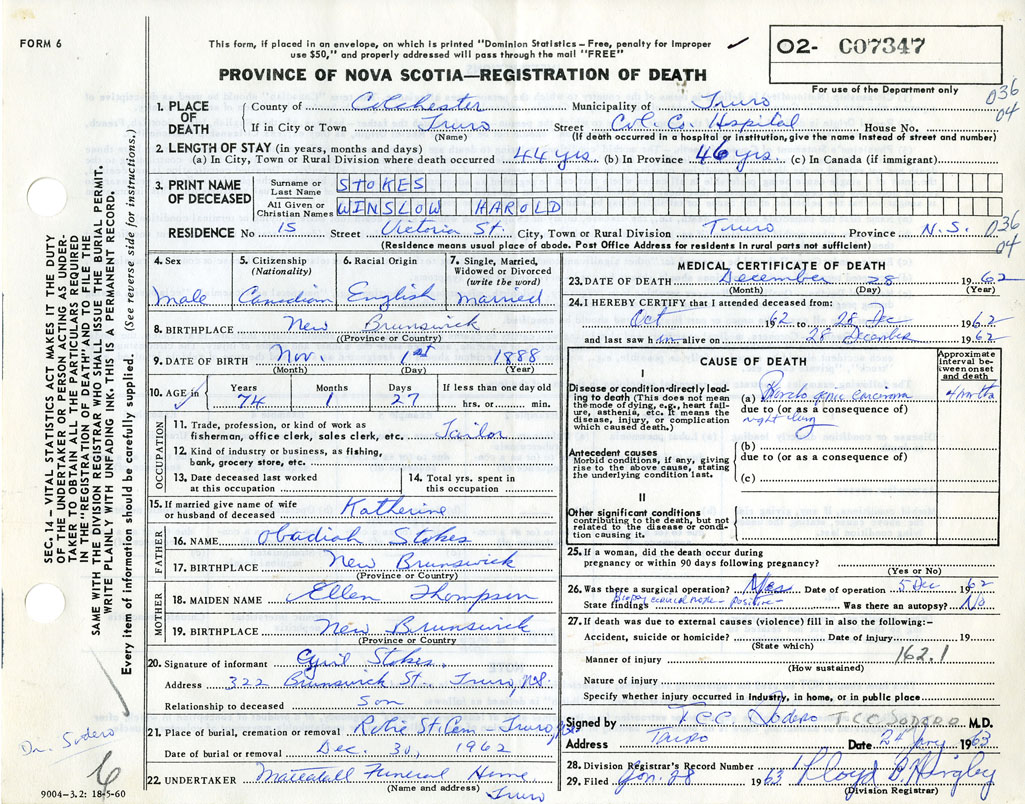 FORM 6
This form, if placed in an envelope, on which is printed "Dominion Statistics – Free, penalty for improper
use $50," and properly addressed will pass through the mail "FREE"
✓
O2- C07347
For use of the Department only
PROVINCE OF NOVA SCOTIA—REGISTRATION OF DEATH
036
04
1. PLACE OF DEATH
County of Colchester Municipality of Truro
If in City or Town Truro Street Col. Co. Hospital House No.
(Name) (If death occurred in a hospital or institution, give the name instead of street and number)
2. LENGTH OF STAY (in years, months and days)
(a) In City, Town or Rural Division where death occurred 44 yrs. (b) In Province 46 yrs. (c) In Canada (if immigrant)
3. PRINT NAME OF DECEASED
Surname or Last Name STOKES
All Given or Christian Names WINSLOW HAROLD
RESIDENCE No 15 Street Victoria St. City, Town or Rural Division Truro Province N.S.
036
04
(Residence means usual place of abode. Post Office Address for residents in rural parts not sufficient)
4. Sex
Male
5. Citizenship (Nationality)
Canadian
6. Racial Origin
English
7. Single, Married, Widowed or Divorced (write the word)
Married
8. BIRTHPLACE New Brunswick
((Province or Country)
9. DATE OF BIRTH Nov. 1st 1888
(Month) (Day) (Year)
10. AGE in ✓
Years 74
Months 1
Days 27
If less than one day old
hrs. or min.
OCCUPATION
11. Trade, profession, or kind of work as
fisherman, office clerk, sales clerk, etc. Tailor
12. Kind of industry or business, as fishing,
bank, grocery store, etc.
13. Date deceased last worked
at this occupation
14. Total yrs. spent in
this occupation
15. If married give name of wife
or husband of deceased Katherine
FATHER
16. NAME Obadiah Stokes
17. BIRTHPLACE New Brunswick
(Province or Country)
MOTHER
18. MAIDEN NAME Ellen Thompson
19. BIRTHPLACE New Brunswick
(Province or Country
20. Signature of informant Cyril Stokes.
Address 322 Brunswick St., Truro, N.S.
Relationship to deceased Son
21. Place of burial, cremation or removal Robie St. Cem – Truro, N.S.
Date of burial or removal Dec. 30, 1962
22. UNDERTAKER Mattatall Funeral Home
(Name and address) Truro
MEDICAL CERTIFICATE OF DEATH
23. DATE OF DEATH December 28 1962
(Month) (Day) (Year)
24. I HEREBY CERTIFY that I attended deceased from:
Oct 1962 to 28 Dec 1962
and last saw h alive on 28 December 1962
CAUSE OF DEATH
Approximate interval between onset and death
I
Disease or condition directly leading to death (This does not mean the mode of dying, e.g., heart failure, asthenia, etc. It means the disease, injury, or complication which caused death.)
(a) Bronchogenic carcinoma 4 months
due to (or as a consequence of)
right lung
Antecedent causes
Morbid conditions, if any, giving rise to the above cause, stating the underlying condition last.
(b)
due to (or as a consequence of)
(c)
II
Other significant conditions
contributing to the death, but not related to the disease or condition causing it.
25. If a woman, did the death occur during
pregnancy or within 90 days following pregnancy?
(Yes or No)
26. Was there a surgical operation? Yes Date of operation 5 Dec 1962
State findings Biopsy cervical node – positive – Was there an autopsy? No
27. If death was due to external causes (violence) fill in also the following:–
Accident, suicide or homicide? Date of injury 19
(State which)
162.1
Manner of injury
(How sustained)
Nature of injury
Specify whether injury occurred in industry, in home, or in public place
Signed by T.C.C. Sodero T.C.C. SODERO M.D.
Address Truro Date 2d Jany 1963
28. Division Registrar's Record Number 1
29. Filed Jan. 28 1963 Lloyd B. Hingley
(Division Registrar)
SEC. 14 – VITAL STATISTICS ACT MAKES IT THE DUTY
OF THE UNDERTAKER OR PERSON ACTING AS UNDER-
TAKER TO OBTAIN ALL THE PARTICULARS REQUIRED
IN THE "REGISTRATION OF DEATH" AND TO FILE THE
SAME WITH THE DIVISION REGISTRAR WHO SHALL ISSUE THE BURIAL PERMIT.
WRITE PLAINLY WITH UNFADING INK–THIS IS A PERMANENT RECORD.
Every item of information should be carefully supplied. (See reverse side for instructions.)
Dr. Sodero
6
9004–3.2: 18-5-60